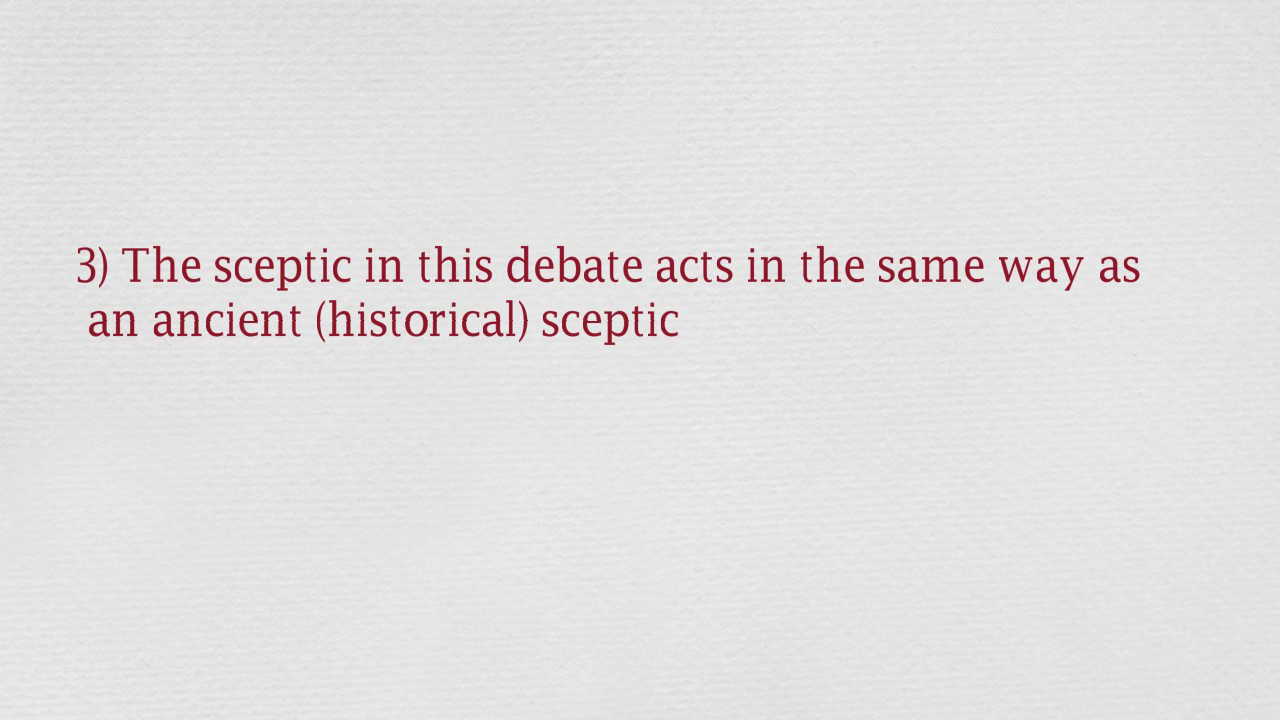 3) The sceptic in this debate acts in the same way as
an ancient (historical) sceptic